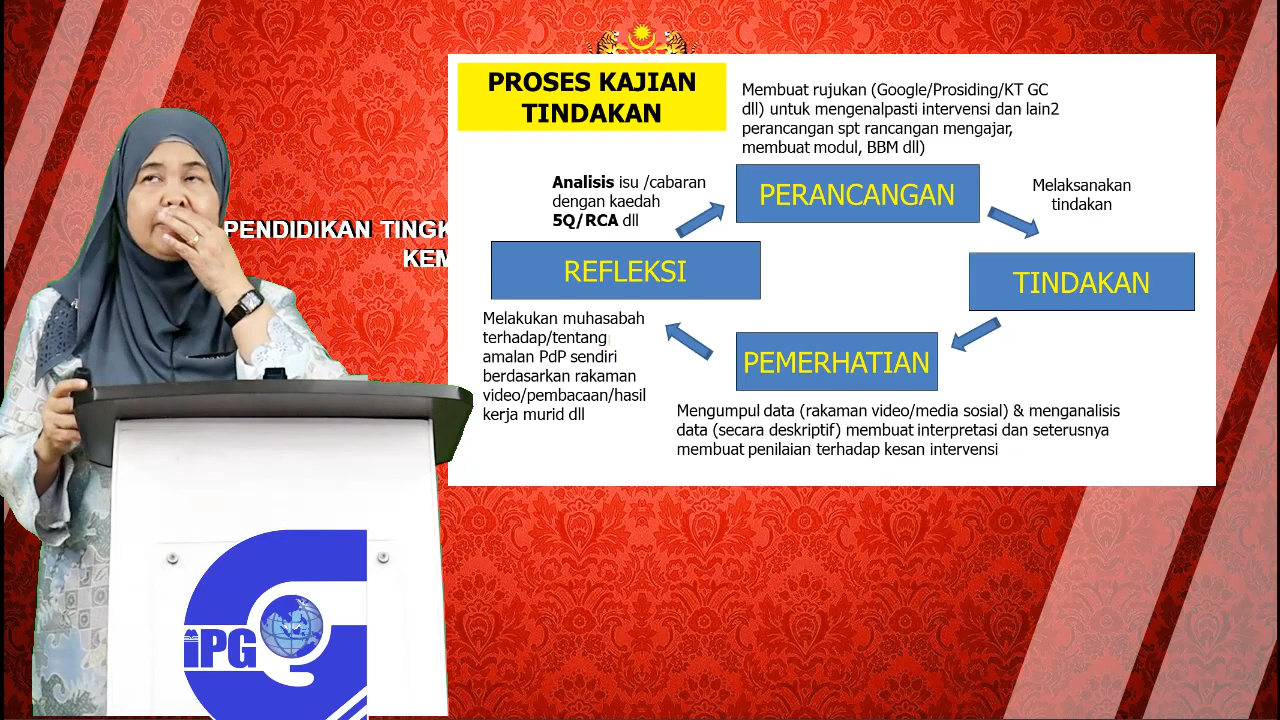 PROSES KAJIAN
TINDAKAN
Membuat rujukan (Google/Prosiding/KT GC
dll) untuk mengenalpasti intervensi dan lain2
perancangan spt rancangan mengajar,
membuat modul, BBM dll)
Analisis isu /cabaran
dengan kaedah
5Q/RCA dll
PERANCANGAN
Melaksanakan
tindakan
PENDIDIKAN
REFLEKSI
TINDAKAN
Melakukan muhasabah
terhadap/tentang
amalan PdP sendiri
berdasarkan rakaman
video/pembacaan/hasil
kerja murid dll
PEMERHATIAN
Mengumpul data (rakaman video/media sosial) & menganalisis
data (secara deskriptif) membuat interpretasi dan seterusnya
membuat penilaian terhadap kesan intervensi
iPG